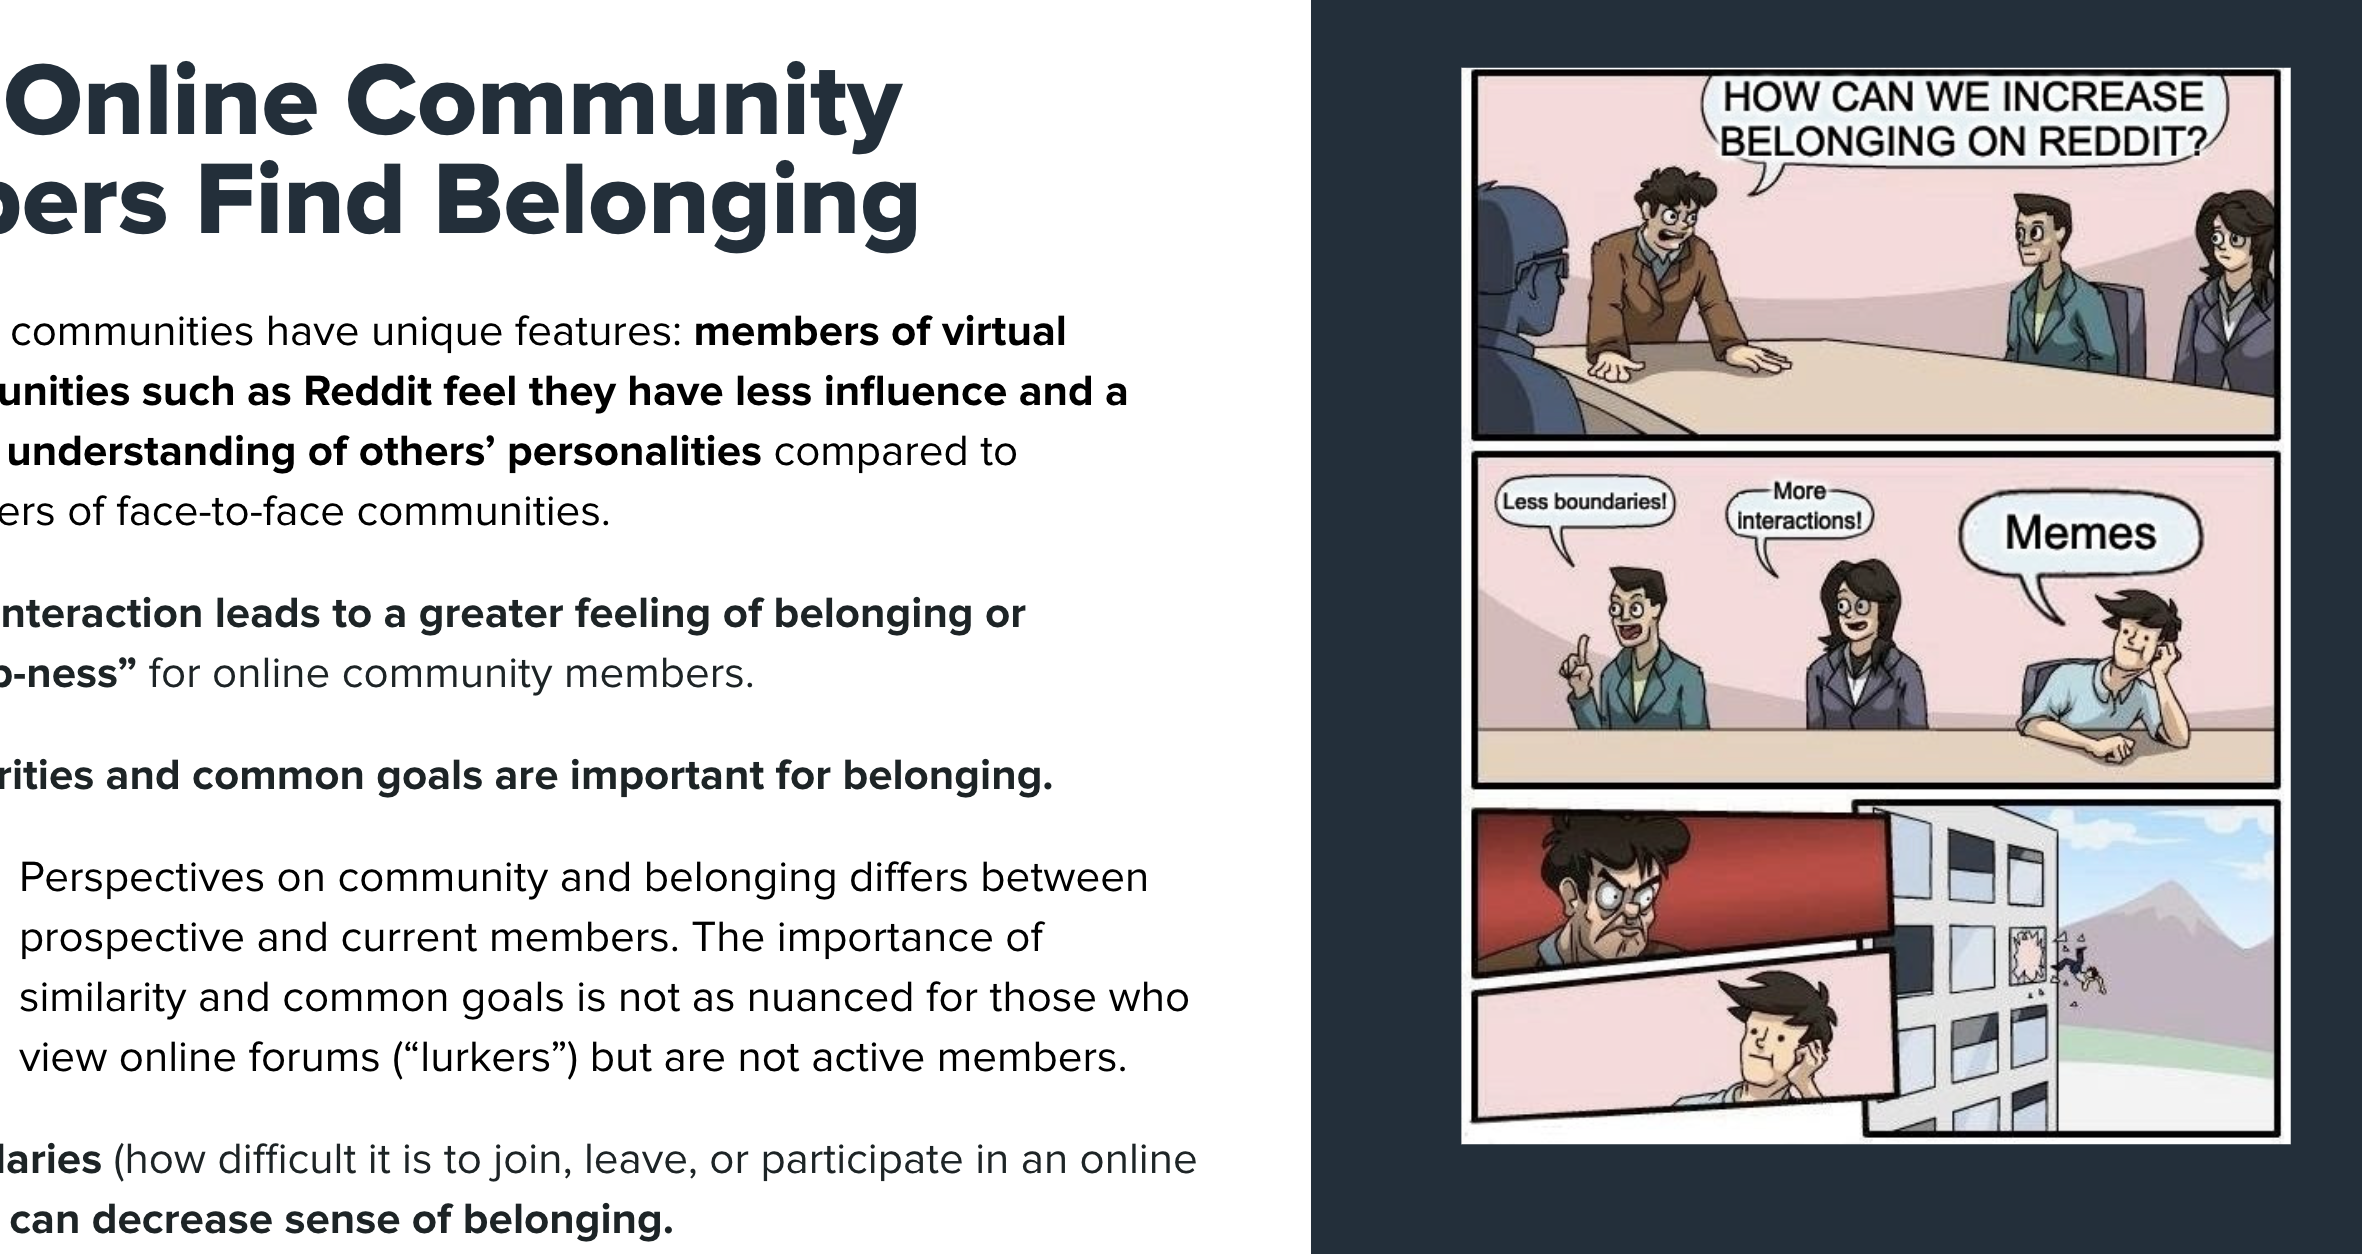 Online Community
bers Find Belonging
communities have unique features: members of virtual
unities such as Reddit feel they have less influence and a
understanding of others’ personalities compared to
ers of face-to-face communities.
nteraction leads to a greater feeling of belonging or
p-ness” for online community members.
rities and common goals are important for belonging.
Perspectives on community and belonging differs between
prospective and current members. The importance of
similarity and common goals is not as nuanced for those who
view online forums (“lurkers”) but are not active members.
laries (how difficult it is to join, leave, or participate in an online
can decrease sense of belonging.
HOW CAN WE INCREASE
BELONGING ON REDDIT?
Less boundaries!
More
interactions!
Memes